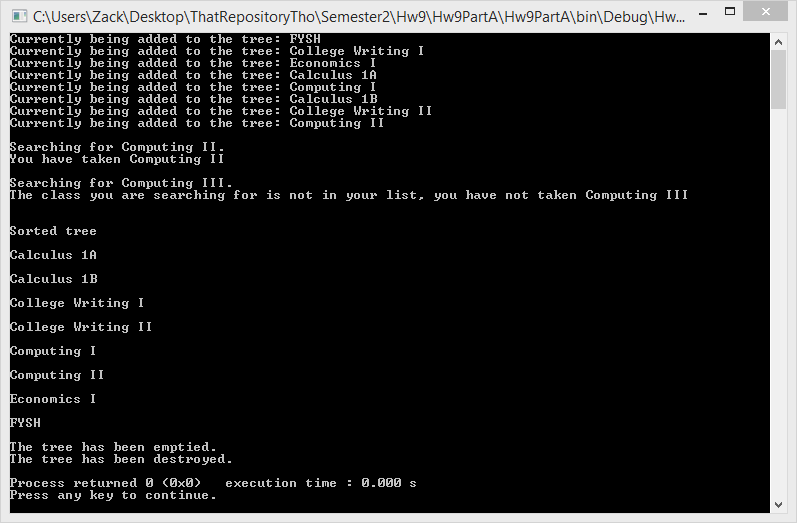 C:\Users\Zack\Desktop\ThatRepositoryTho\Semester2\Hw9\Hw9PartA\Hw9PartA\bin\Debug\Hw...
Currently being added to the tree: FYSH
Currently being added to the tree: College Writing I
Currently being added to the tree: Economics I
Currently being added to the tree: Calculus 1A
Currently being added to the tree: Computing I
Currently being added to the tree: Calculus 1B
Currently being added to the tree: College Writing II
Currently being added to the tree: Computing II
Searching for Computing II.
You have taken Computing II
Searching for Computing III.
The class you are searching for is not in your list, you have not taken Computing III
Sorted tree
Calculus 1A
Calculus 1B
College Writing I
College Writing II
Computing I
Computing II
Economics I
FYSH
The tree has been emptied.
The tree has been destroyed.
Process returned 0 (0x0)   execution time : 0.000 s
Press any key to continue.